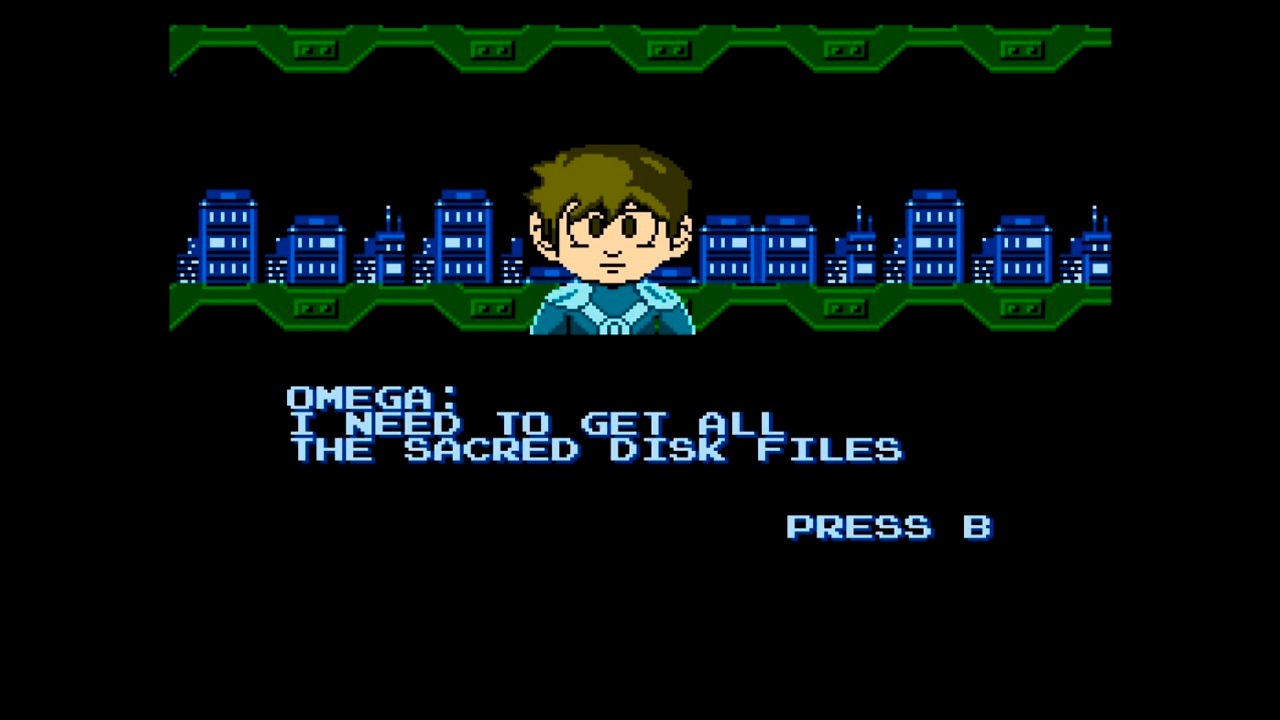 OMEGA:
I NEED TO GET ALL
THE SACRED DISK FILES
PRESS B